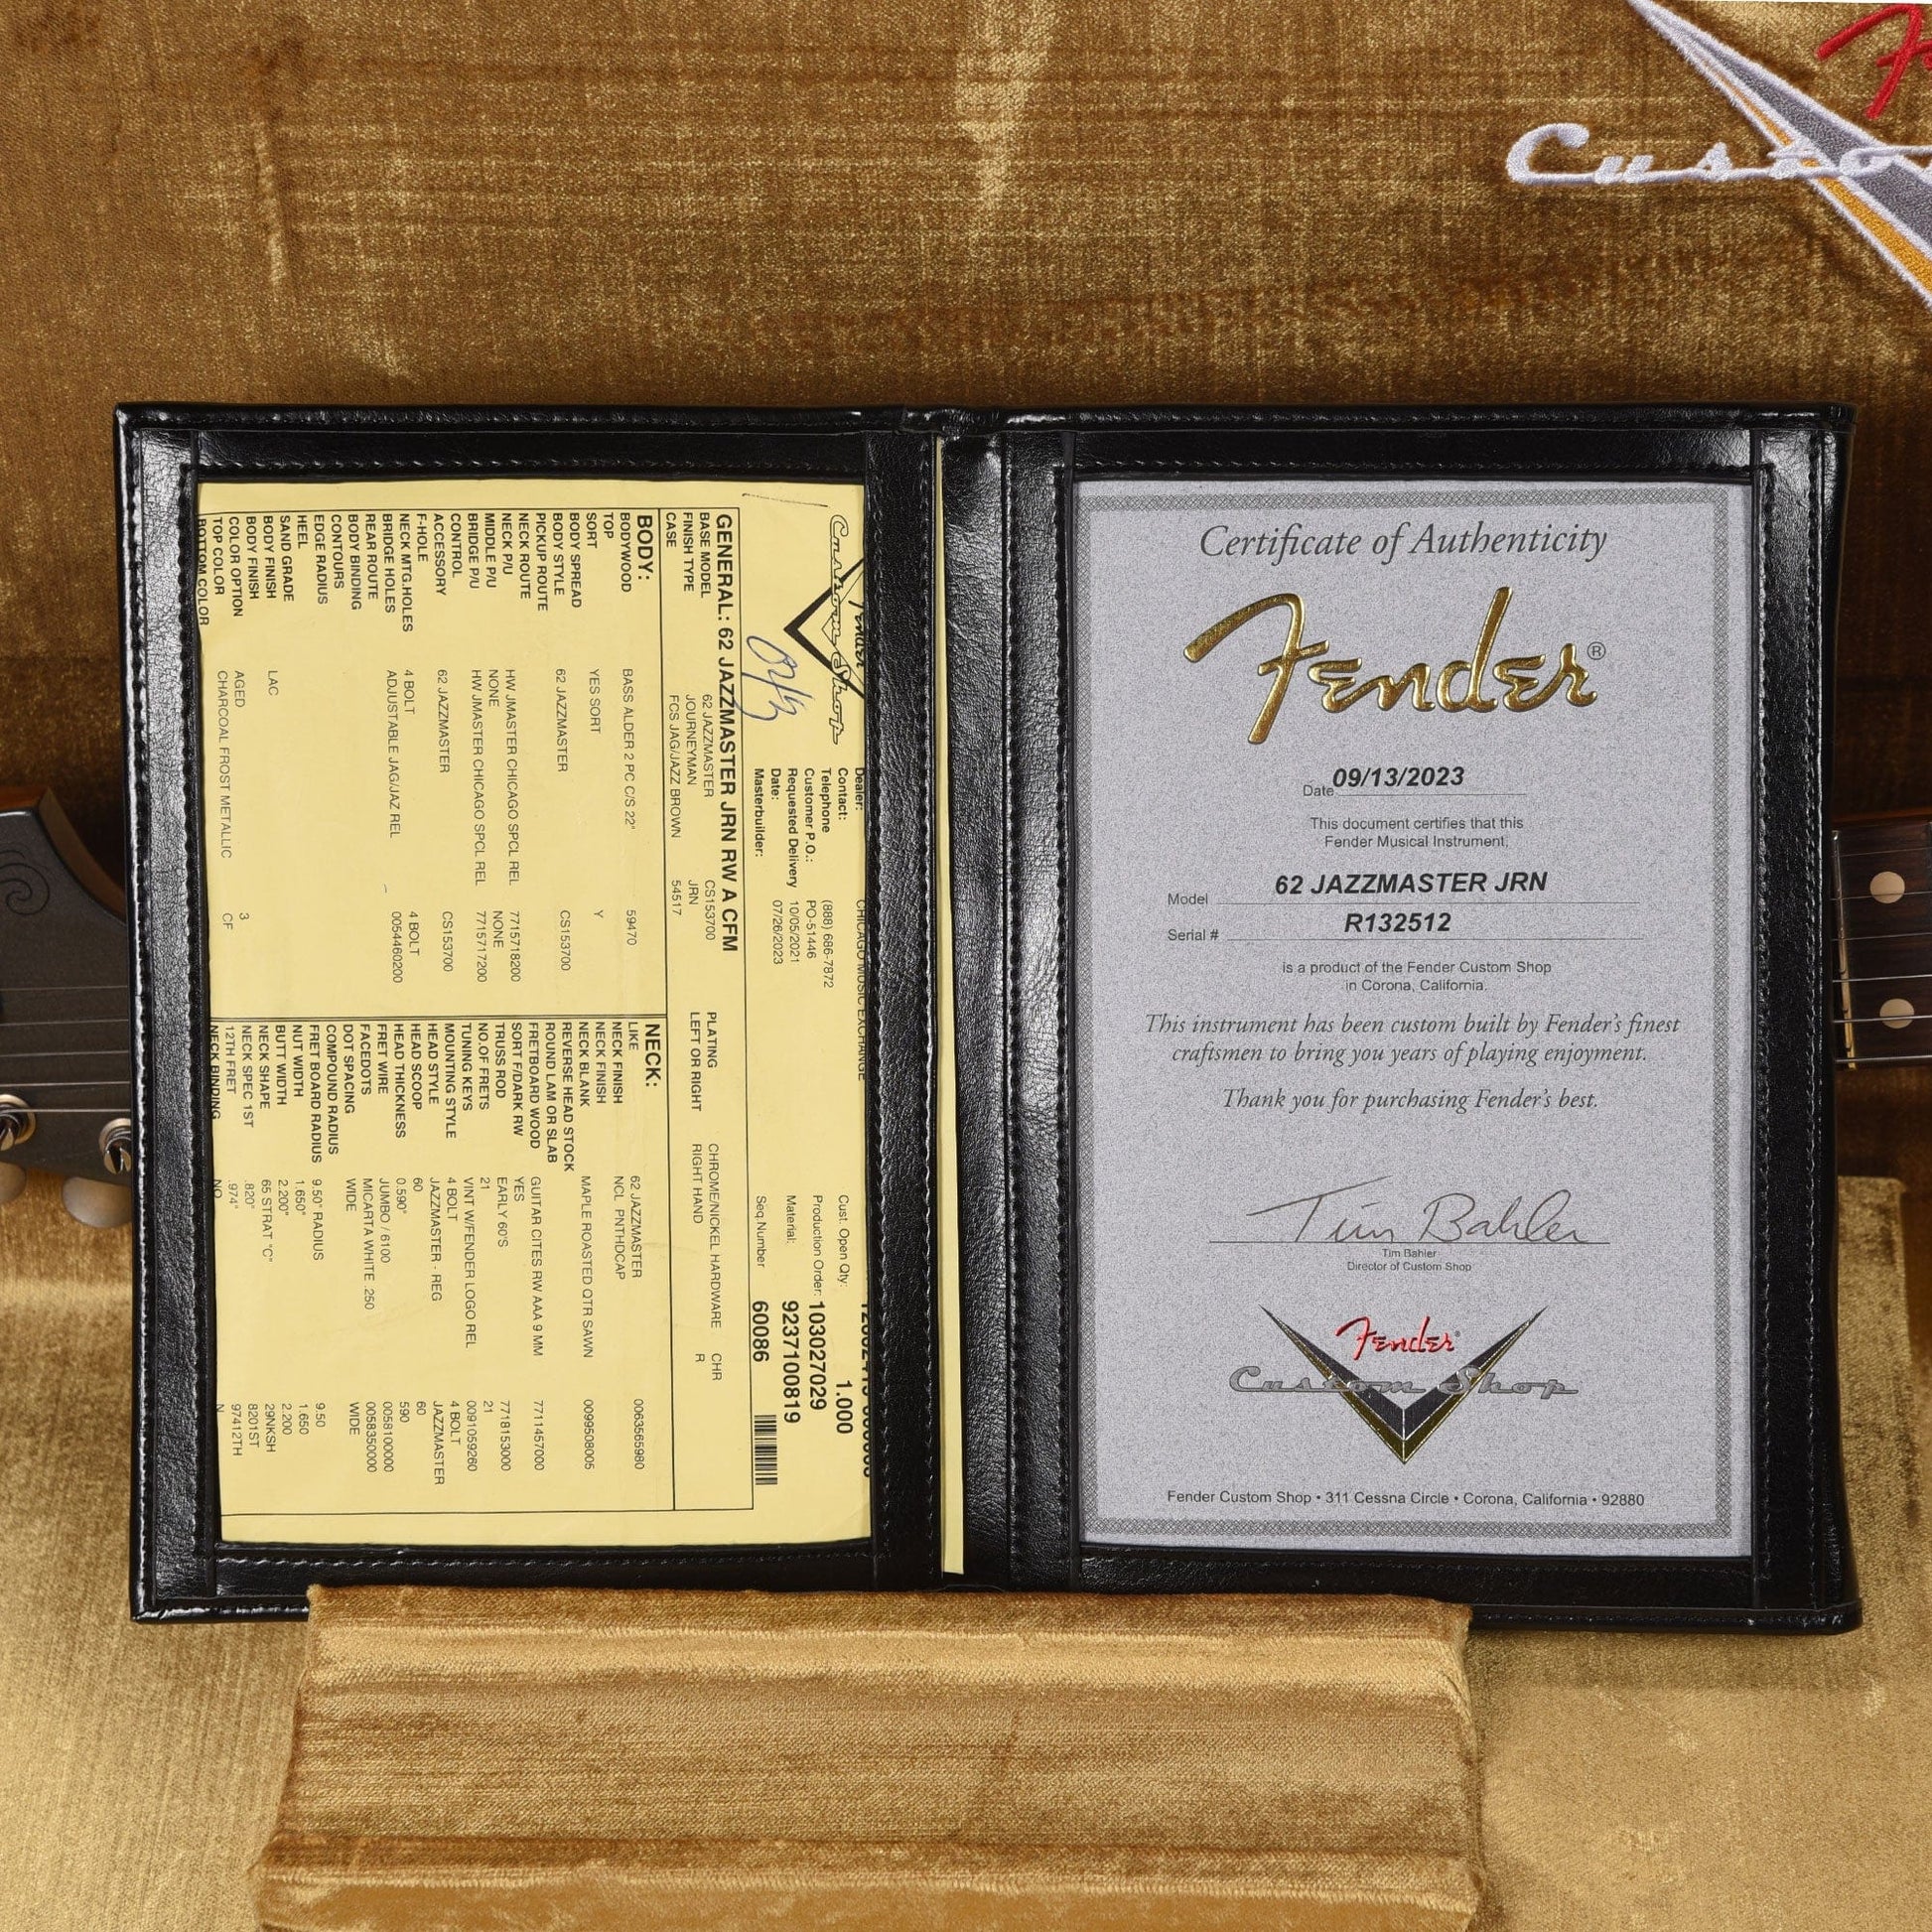 Fender
Custom Shop
Dealer: CHICAGO MUSIC EXCHANGE
Contact:
Telephone (888) 686-7872
Customer P.O.: PO-51446
Requested Delivery 10/05/2021
Date: 07/26/2023
Masterbuilder:
Cust. Open Qty: 1.000
Production Order: 103027029
Material: 9237100819
Seq Number 60086
GENERAL: 62 JAZZMASTER JRN RW A CFM
BASE MODEL 62 JAZZMASTER CS153700 PLATING CHROME/NICKEL HARDWARE CHR
FINISH TYPE JOURNEYMAN JRN LEFT OR RIGHT RIGHT HAND R
CASE FCS JAG/JAZZ BROWN 54517
BODY:
BODYWOOD BASS ALDER 2 PC C/S 22" 59470
TOP
SORT YES SORT Y
BODY SPREAD
BODY STYLE 62 JAZZMASTER CS153700
PICKUP ROUTE
NECK ROUTE
NECK P/U HW JMASTER CHICAGO SPCL REL 7715718200
MIDDLE P/U NONE NONE
BRIDGE P/U HW JMASTER CHICAGO SPCL REL 7715717200
CONTROL
ACCESSORY 62 JAZZMASTER CS153700
F-HOLE
NECK MTG.HOLES 4 BOLT 4 BOLT
BRIDGE HOLES ADJUSTABLE JAG/JAZ REL 0054460200
REAR ROUTE
BODY BINDING
CONTOURS
EDGE RADIUS
HEEL
SAND GRADE
BODY FINISH LAC
BODY FINISH
COLOR OPTION AGED 3
TOP COLOR CHARCOAL FROST METALLIC CF
BOTTOM COLOR
NECK:
LIKE 62 JAZZMASTER
NECK FINISH NCL PNTHDCAP 0063565980
NECK FINISH
NECK BLANK MAPLE ROASTED QTR SAWN 0099508005
REVERSE HEAD STOCK
ROUND LAM OR SLAB
FRETBOARD WOOD GUITAR CITES RW AAA 9 MM 7711457000
SORT F/DARK RW YES
TRUSS ROD EARLY 60'S 7718153000
NO.OF FRETS 21 21
TUNING KEYS VINT W/FENDER LOGO REL 0091059260
MOUNTING STYLE 4 BOLT 4 BOLT
HEAD STYLE JAZZMASTER - REG JAZZMASTER
HEAD SCOOP 60 60
HEAD THICKNESS 0.590" 590
FRET WIRE JUMBO / 6100 0058100000
FACEDOTS MICARTA WHITE .250 0058350000
DOT SPACING WIDE WIDE
COMPOUND RADIUS
FRET BOARD RADIUS 9.50" RADIUS 9.50
NUT WIDTH 1.650" 1.650
BUTT WIDTH 2.200" 2.200
NECK SHAPE 65 STRAT "C" 29NKSH
NECK SPEC 1ST .820" 8201ST
12TH FRET .974" 97412TH
NECK BINDING NO N
Certificate of Authenticity
Fender®
Date 09/13/2023
This document certifies that this
Fender Musical Instrument,
Model 62 JAZZMASTER JRN
Serial # R132512
is a product of the Fender Custom Shop
in Corona, California.
This instrument has been custom built by Fender's finest
craftsmen to bring you years of playing enjoyment.
Thank you for purchasing Fender's best.
Tim Bahler
Tim Bahler
Director of Custom Shop
Fender
Custom Shop
Fender Custom Shop • 311 Cessna Circle • Corona, California • 92880